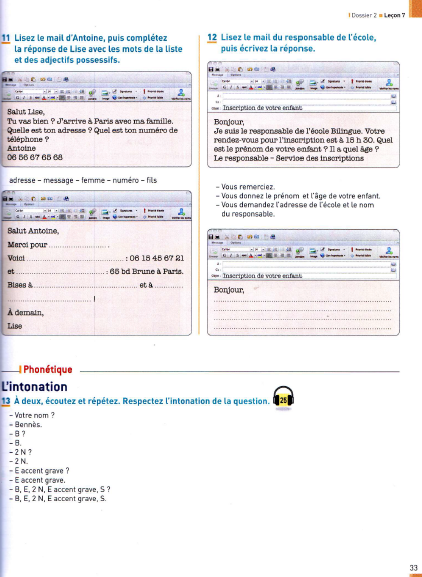 Dossier 2 ● Leçon 7
11 Lisez le mail d'Antoine, puis complétez
la réponse de Lise avec les mots de la liste
et des adjectifs possessifs.
Salut Lise,
Tu vas bien ? J'arrive à Paris avec ma famille.
Quelle est ton adresse ? Quel est ton numéro de
téléphone ?
Antoine
06 56 67 65 68
adresse – message – femme – numéro – fils
Salut Antoine,
Merci pour ........................ .
Voici ........................ : 06 15 45 67 21
et ........................ : 65 bd Brune à Paris.
Bises à ........................ et à ............
........................ !
À demain,
Lise
12 Lisez le mail du responsable de l'école,
puis écrivez la réponse.
Inscription de votre enfant
Bonjour,
Je suis le responsable de l'école Bilingue. Votre
rendez-vous pour l'inscription est à 15 h 30. Quel
est le prénom de votre enfant ? Il a quel âge ?
Le responsable – Service des inscriptions
– Vous remerciez.
– Vous donnez le prénom et l'âge de votre enfant.
– Vous demandez l'adresse de l'école et le nom
du responsable.
Inscription de votre enfant
Bonjour,
Phonétique
L'intonation
13 À deux, écoutez et répétez. Respectez l'intonation de la question. 25
– Votre nom ?
– Bennès.
– B ?
– B.
– 2 N ?
– 2 N.
– E accent grave ?
– E accent grave.
– B, E, 2 N, E accent grave, S ?
– B, E, 2 N, E accent grave, S.
33